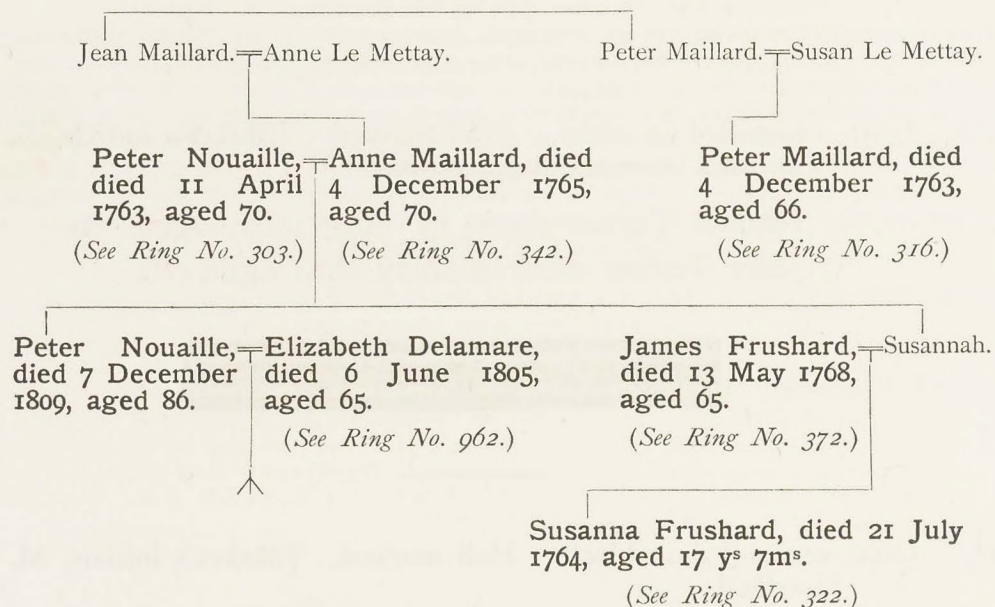 Jean Maillard.=Anne Le Mettay.
Peter Maillard.=Susan Le Mettay.
Peter Nouaille,=
died 11 April
1763, aged 70.
(See Ring No. 303.)
Anne Maillard, died
4 December 1765,
aged 70.
(See Ring No. 342.)
Peter Maillard, died
4 December 1763,
aged 66.
(See Ring No. 316.)
Peter Nouaille,=
died 7 December
1809, aged 86.
Elizabeth Delamare,
died 6 June 1805,
aged 65.
(See Ring No. 962.)
James Frushard,=Susannah.
died 13 May 1768,
aged 65.
(See Ring No. 372.)
Susanna Frushard, died 21 July
1764, aged 17 yˢ 7mˢ.
(See Ring No. 322.)